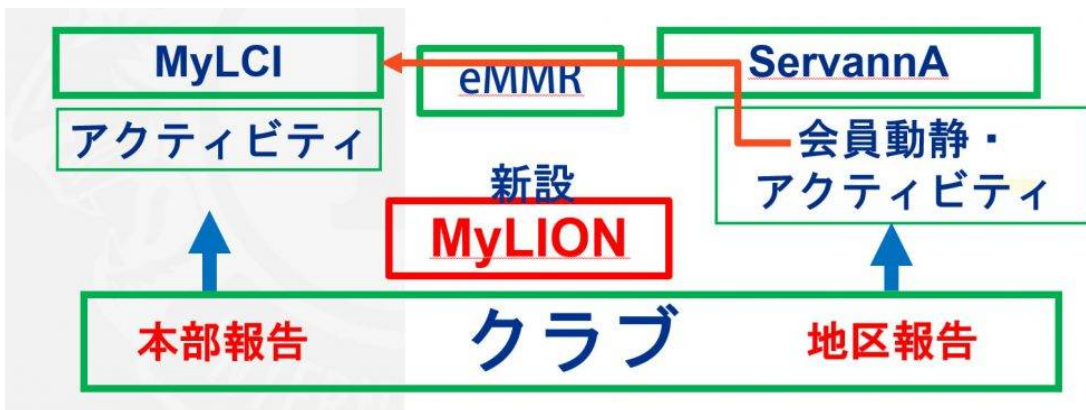 MyLCI
eMMR
ServannA
アクティビティ
会員動静・
アクティビティ
新設
MyLION
本部報告
クラブ
地区報告